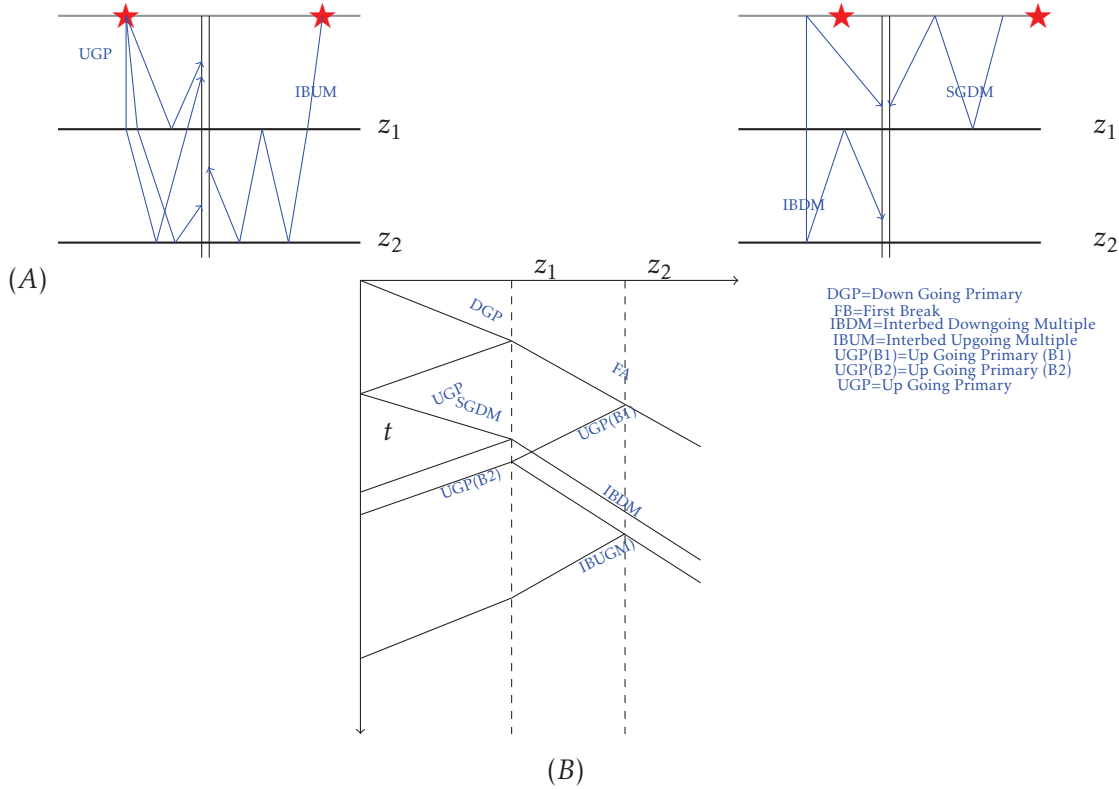 UGP
IBUM
z1
z2
(A)
SGDM
z1
IBDM
z2
z1
z2
DGP
FA
UGP
SGDM
t
UGP(B1)
UGP(B2)
IBDM
IBUGM)
DGP=Down Going Primary
FB=First Break
IBDM=Interbed Downgoing Multiple
IBUM=Interbed Upgoing Multiple
UGP(B1)=Up Going Primary (B1)
UGP(B2)=Up Going Primary (B2)
UGP=Up Going Primary
(B)